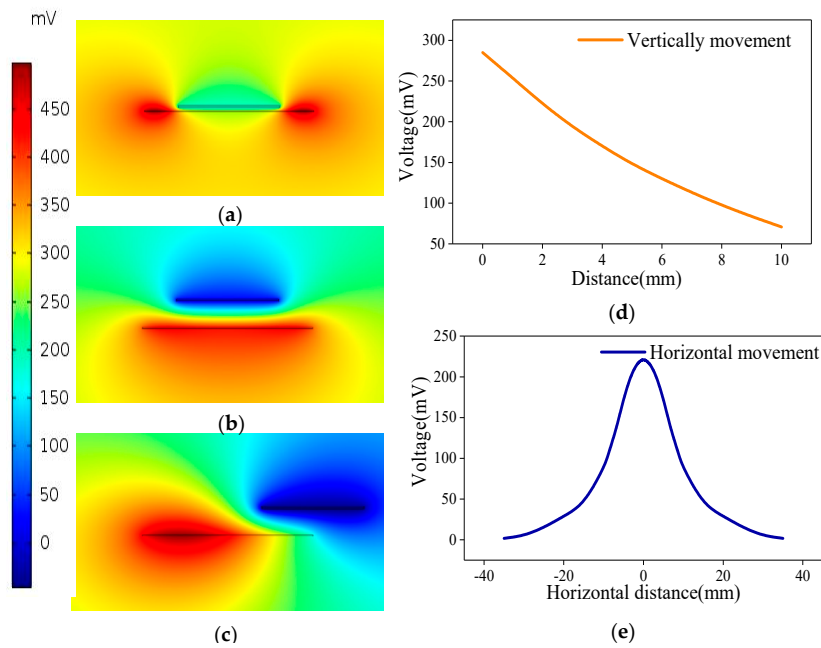 mV
450
400
350
300
250
200
150
100
50
0
(a)
(b)
(c)
Vertically movement
Voltage(mV)
300
250
200
150
100
50
0 2 4 6 8 10
Distance(mm)
(d)
Horizontal movement
Voltage(mV)
250
200
150
100
50
0
-40 -20 0 20 40
Horizontal distance(mm)
(e)